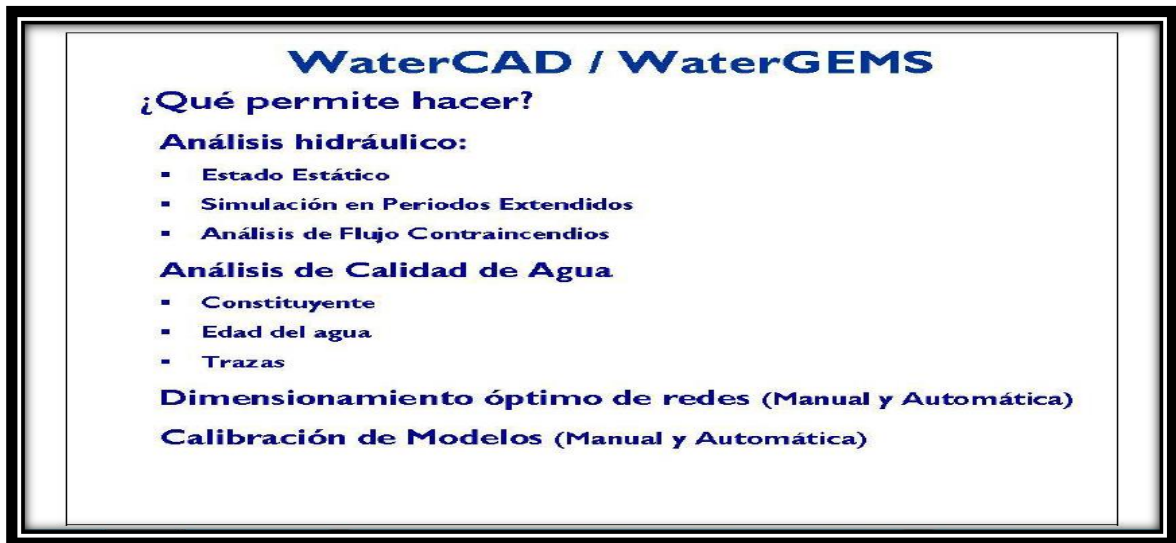 WaterCAD / WaterGEMS
¿Qué permite hacer?
Análisis hidráulico:
▪ Estado Estático
▪ Simulación en Periodos Extendidos
▪ Análisis de Flujo Contraincendios
Análisis de Calidad de Agua
▪ Constituyente
▪ Edad del agua
▪ Trazas
Dimensionamiento óptimo de redes (Manual y Automática)
Calibración de Modelos (Manual y Automática)